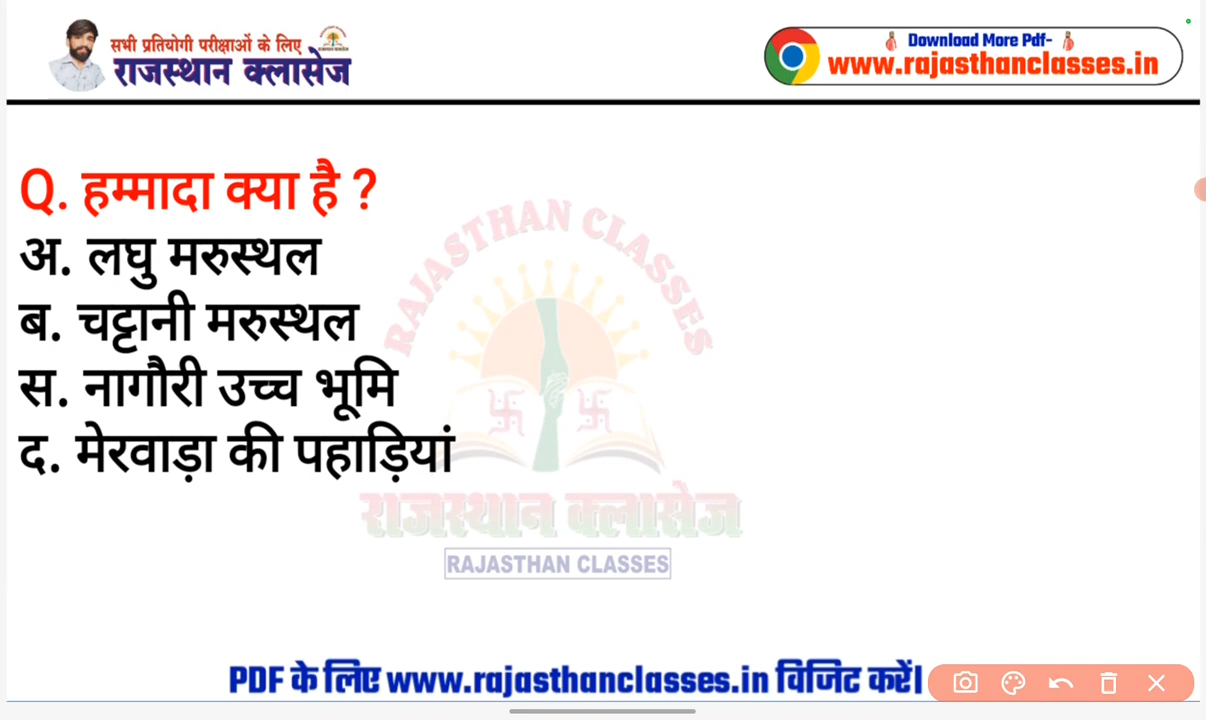 सभी प्रतियोगी परीक्षाओं के लिए
राजस्थान क्लासेज
Download More Pdf-
www.rajasthanclasses.in
Q. हम्मादा क्या है ?
अ. लघु मरुस्थल
ब. चट्टानी मरुस्थल
स. नागौरी उच्च भूमि
द. मेरवाड़ा की पहाड़ियां
RAJASTHAN CLASSES
राजस्थान क्लासेज
RAJASTHAN CLASSES
PDF के लिए www.rajasthanclasses.in विजिट करें।